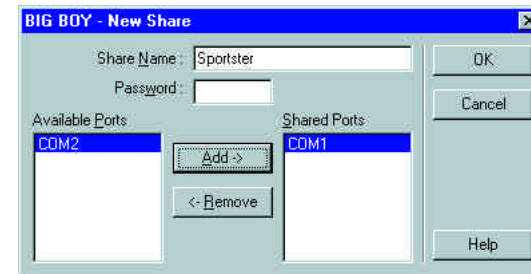 BIG BOY - New Share
Share Name: Sportster
OK
Password:
Cancel
Available Ports
Shared Ports
COM2
COM1
Add ->
<- Remove
Help